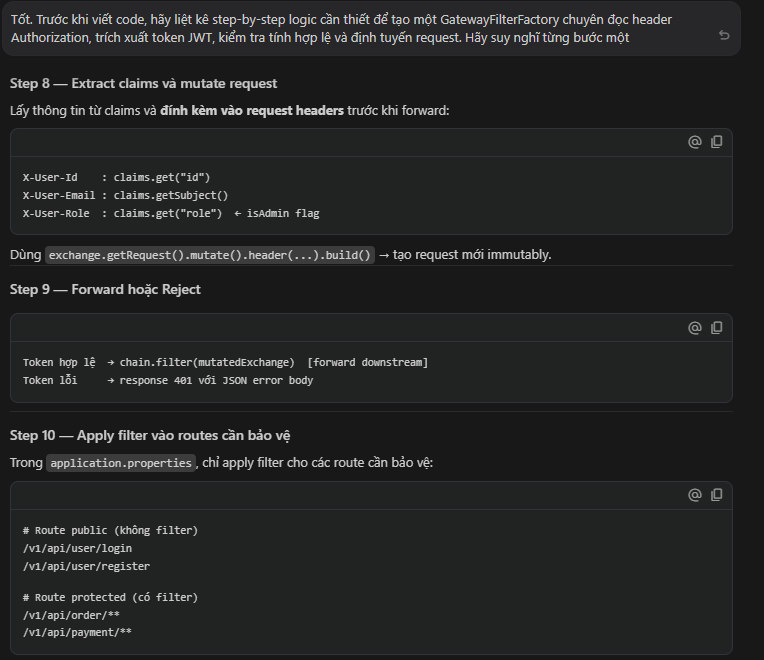 Tốt. Trước khi viết code, hãy liệt kê step-by-step logic cần thiết để tạo một GatewayFilterFactory chuyên đọc header
Authorization, trích xuất token JWT, kiểm tra tính hợp lệ và định tuyến request. Hãy suy nghĩ từng bước một
Step 8 — Extract claims và mutate request
Lấy thông tin từ claims và đính kèm vào request headers trước khi forward:
X-User-Id    : claims.get("id")
X-User-Email : claims.getSubject()
X-User-Role  : claims.get("role")  ← isAdmin flag
Dùng exchange.getRequest().mutate().header(...).build() → tạo request mới immutably.
Step 9 — Forward hoặc Reject
Token hợp lệ  → chain.filter(mutatedExchange)  [forward downstream]
Token lỗi     → response 401 với JSON error body
Step 10 — Apply filter vào routes cần bảo vệ
Trong application.properties, chỉ apply filter cho các route cần bảo vệ:
# Route public (không filter)
/v1/api/user/login
/v1/api/user/register
# Route protected (có filter)
/v1/api/order/**
/v1/api/payment/**